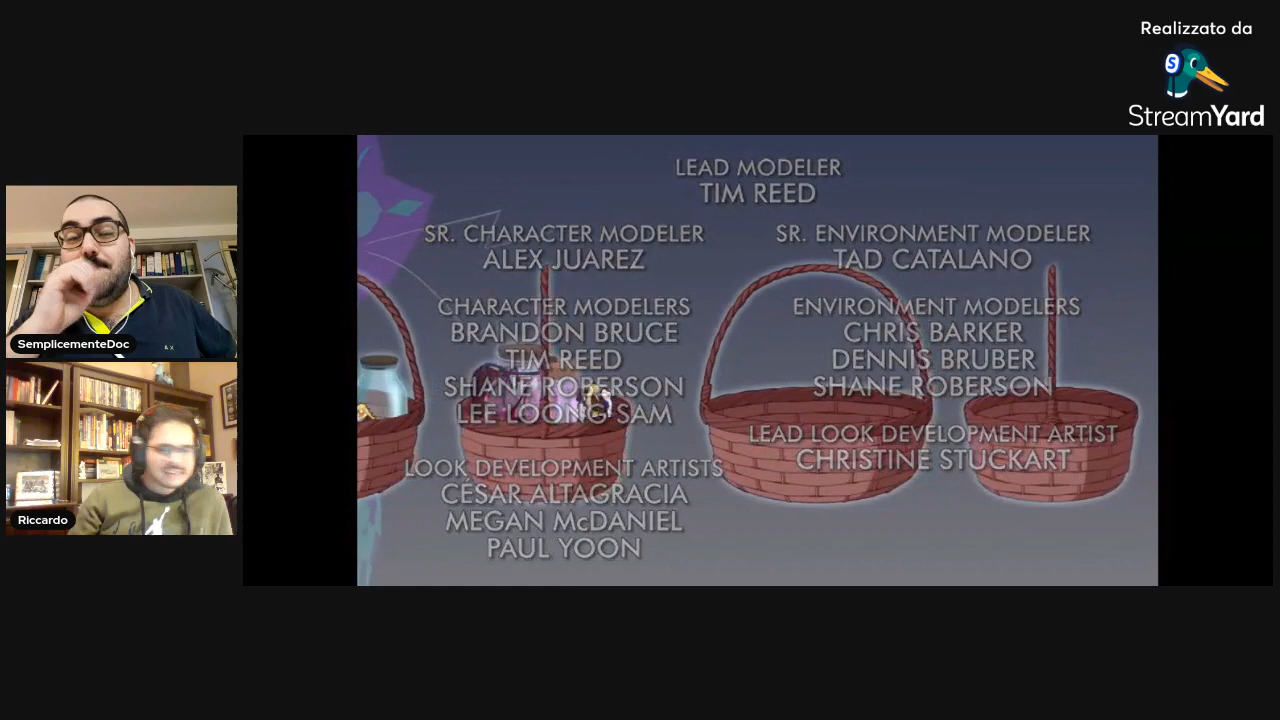 Realizzato da
StreamYard
LEAD MODELER
TIM REED
SR. CHARACTER MODELER
ALEX JUAREZ
CHARACTER MODELERS
BRANDON BRUCE
TIM REED
SHANE ROBERSON
LEE LOONG SAM
LOOK DEVELOPMENT ARTISTS
CÉSAR ALTAGRACIA
MEGAN McDANIEL
PAUL YOON
SR. ENVIRONMENT MODELER
TAD CATALANO
ENVIRONMENT MODELERS
CHRIS BARKER
DENNIS BRUBER
SHANE ROBERSON
LEAD LOOK DEVELOPMENT ARTIST
CHRISTINE STUCKART
SemplicementeDoc
Riccardo